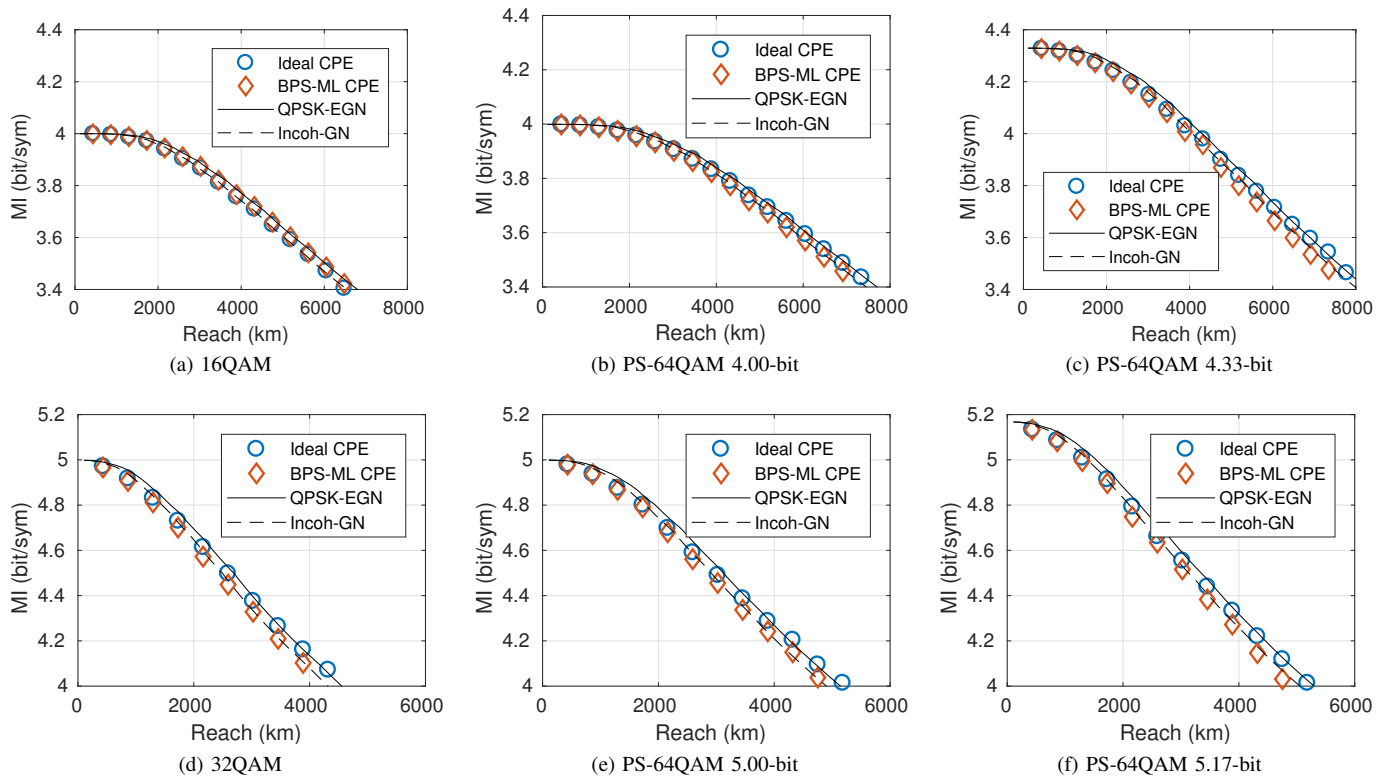 4.4
4.2
4
3.8
3.6
3.4
MI (bit/sym)
Ideal CPE
BPS-ML CPE
QPSK-EGN
Incoh-GN
0 2000 4000 6000 8000
Reach (km)
(a) 16QAM
4.4
4.2
4
3.8
3.6
3.4
MI (bit/sym)
Ideal CPE
BPS-ML CPE
QPSK-EGN
Incoh-GN
0 2000 4000 6000 8000
Reach (km)
(b) PS-64QAM 4.00-bit
4.4
4.2
4
3.8
3.6
3.4
MI (bit/sym)
Ideal CPE
BPS-ML CPE
QPSK-EGN
Incoh-GN
0 2000 4000 6000 8000
Reach (km)
(c) PS-64QAM 4.33-bit
5.2
5
4.8
4.6
4.4
4.2
4
MI (bit/sym)
Ideal CPE
BPS-ML CPE
QPSK-EGN
Incoh-GN
0 2000 4000 6000
Reach (km)
(d) 32QAM
5.2
5
4.8
4.6
4.4
4.2
4
MI (bit/sym)
Ideal CPE
BPS-ML CPE
QPSK-EGN
Incoh-GN
0 2000 4000 6000
Reach (km)
(e) PS-64QAM 5.00-bit
5.2
5
4.8
4.6
4.4
4.2
4
MI (bit/sym)
Ideal CPE
BPS-ML CPE
QPSK-EGN
Incoh-GN
0 2000 4000 6000
Reach (km)
(f) PS-64QAM 5.17-bit